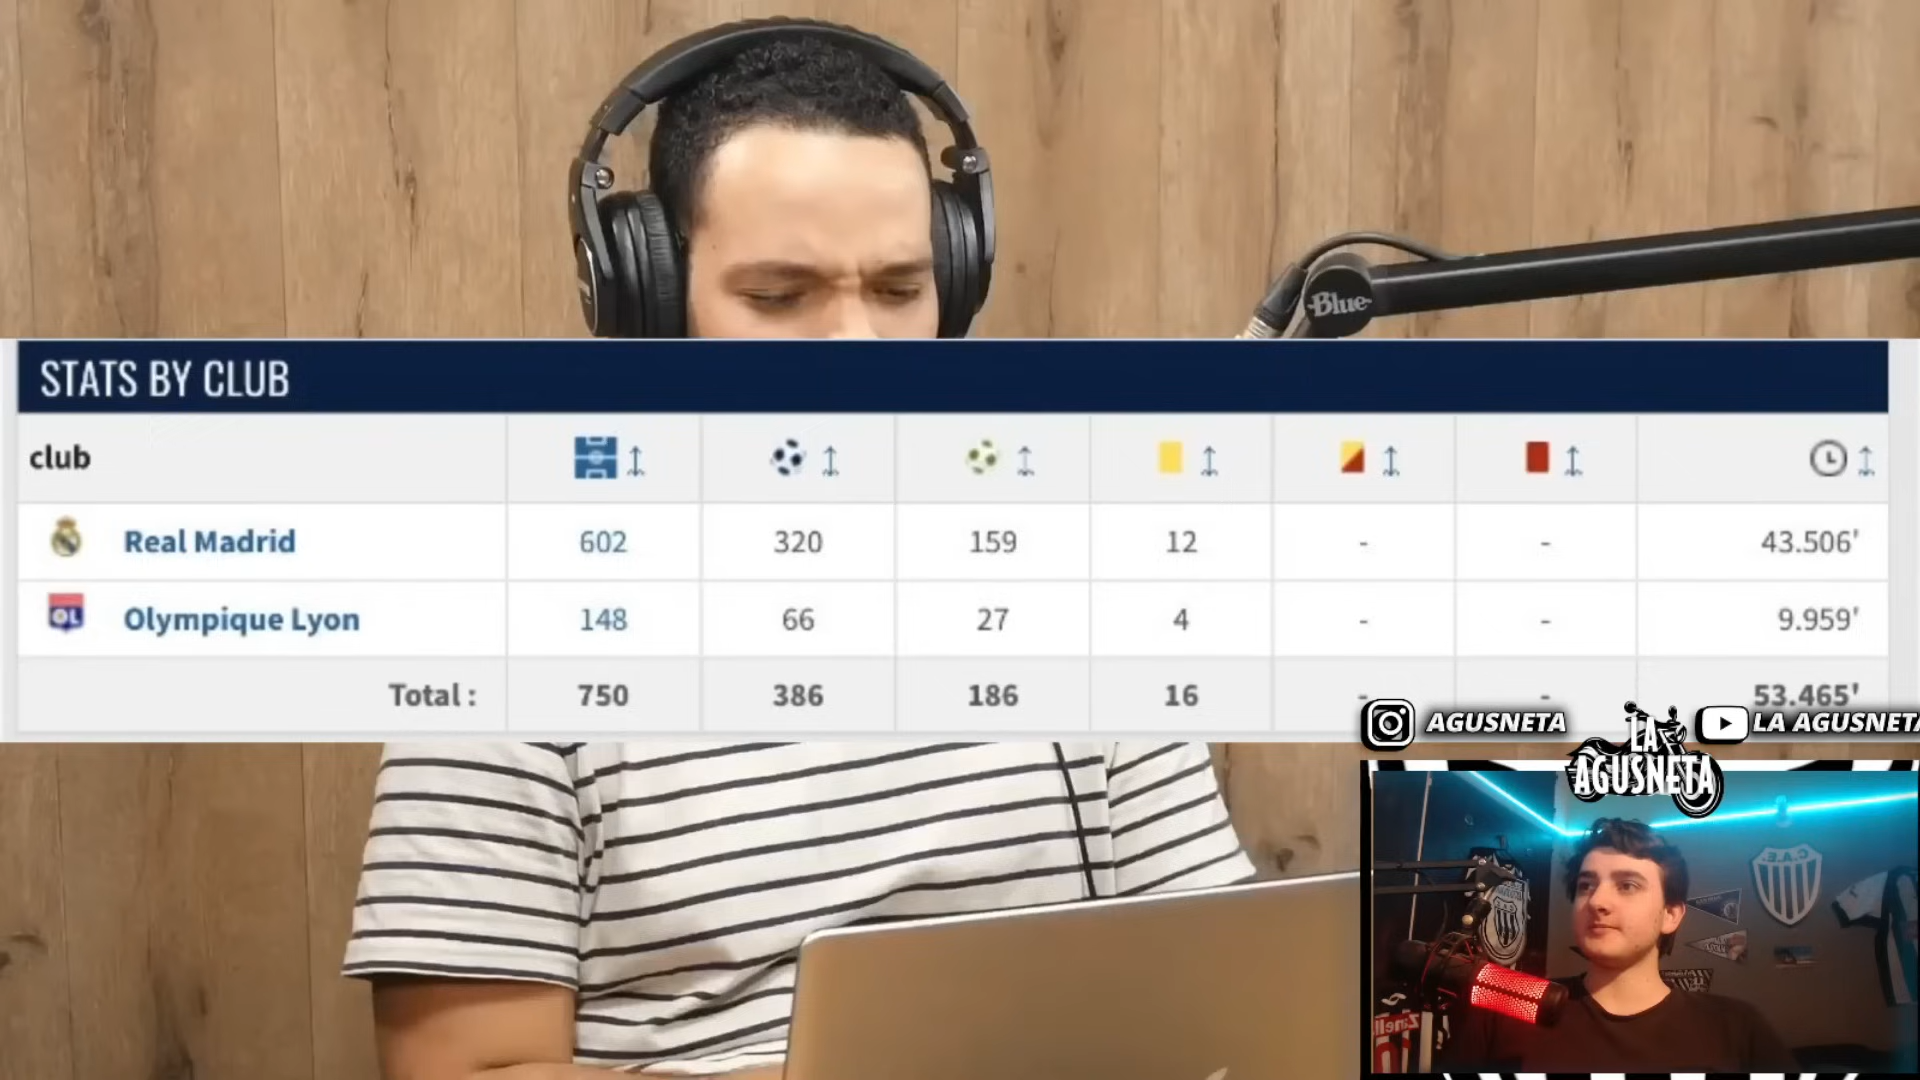 Blue
STATS BY CLUB
club
Real Madrid 602 320 159 12 - - 43.506'
OL Olympique Lyon 148 66 27 4 - - 9.959'
Total : 750 386 186 16 - - 53.465'
AGUSNETA
LA AGUSNETA
LA AGUSNETA
C.A.E.